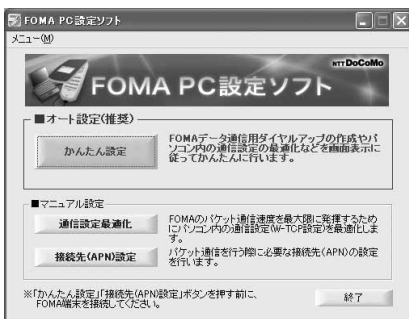 FOMA PC設定ソフト
メニュー(M)
NTT DoCoMo
FOMA PC設定ソフト
■オート設定(推奨)
かんたん設定
FOMAデータ通信用ダイヤルアップの作成やパ
ソコン内の通信設定の最適化などを画面表示に
従ってかんたんに行います。
■マニュアル設定
通信設定最適化
FOMAのパケット通信速度を最大限に発揮するため
にパソコン内の通信設定(W-TCP設定)を最適化しま
す。
接続先(APN)設定
パケット通信を行う際に必要な接続先(APN)の設定
を行います。
※「かんたん設定」「接続先(APN)設定」ボタンを押す前に、
FOMA端末を接続してください。
終了